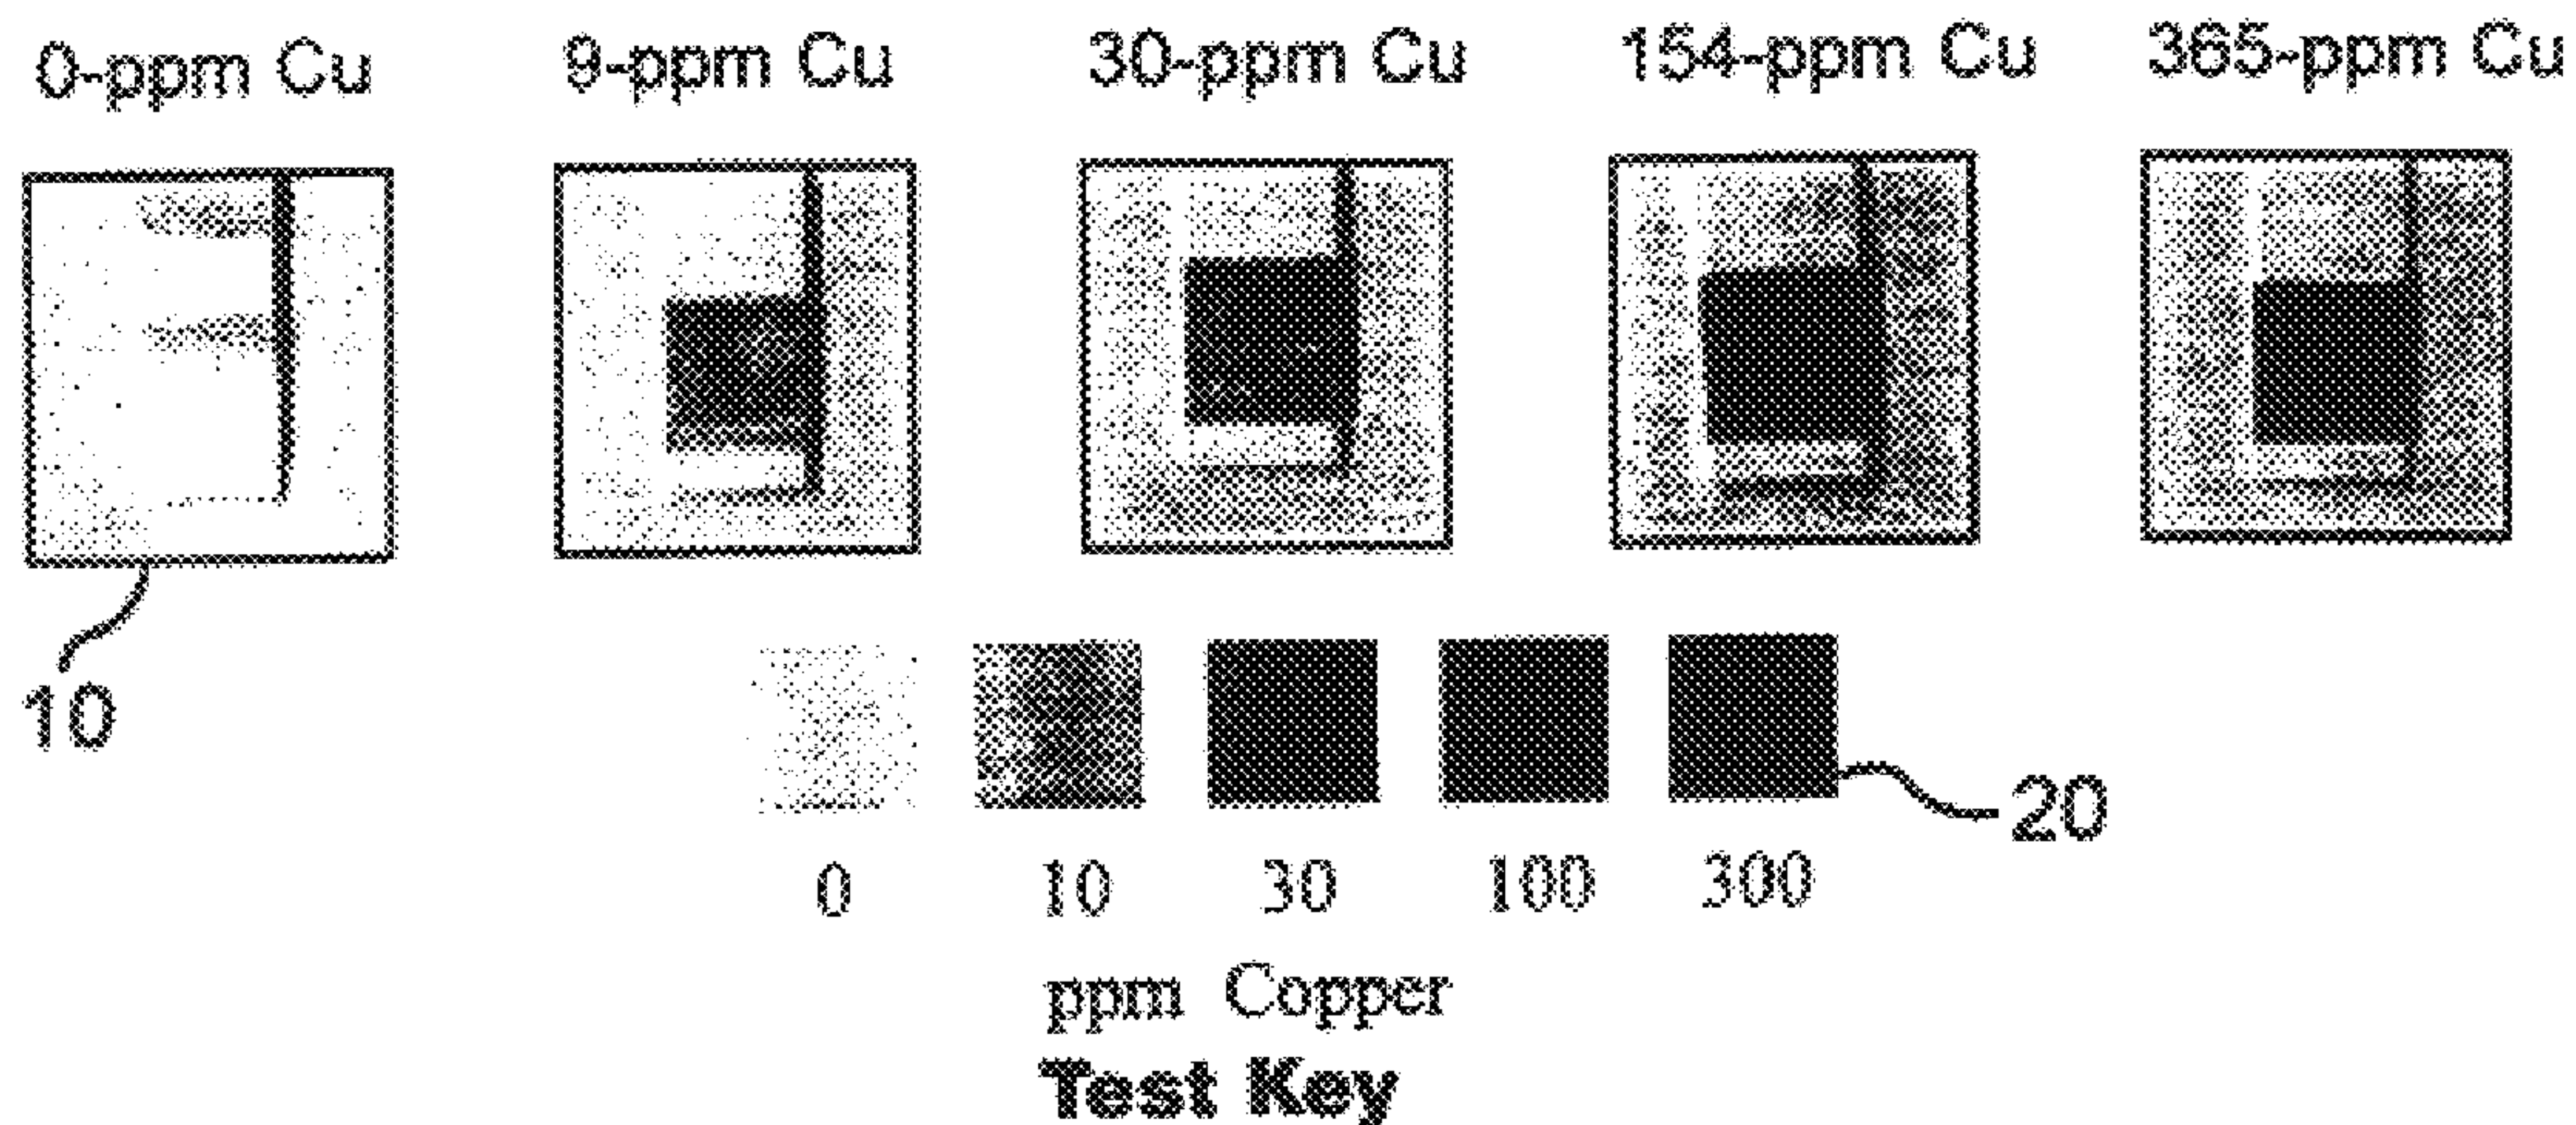 0-ppm Cu 9-ppm Cu 30-ppm Cu 154-ppm Cu 365-ppm Cu
10
20
0 10 30 100 300
ppm Copper
Test Key